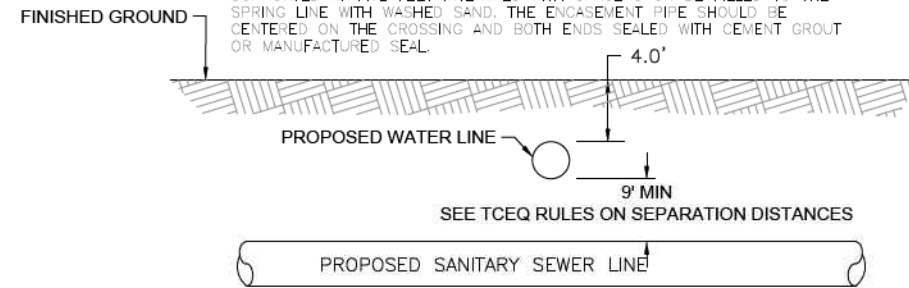 SPRING LINE WITH WASHED SAND. THE ENCASEMENT PIPE SHOULD BE
CENTERED ON THE CROSSING AND BOTH ENDS SEALED WITH CEMENT GROUT
OR MANUFACTURED SEAL.
FINISHED GROUND
4.0'
PROPOSED WATER LINE
9' MIN
SEE TCEQ RULES ON SEPARATION DISTANCES
PROPOSED SANITARY SEWER LINE